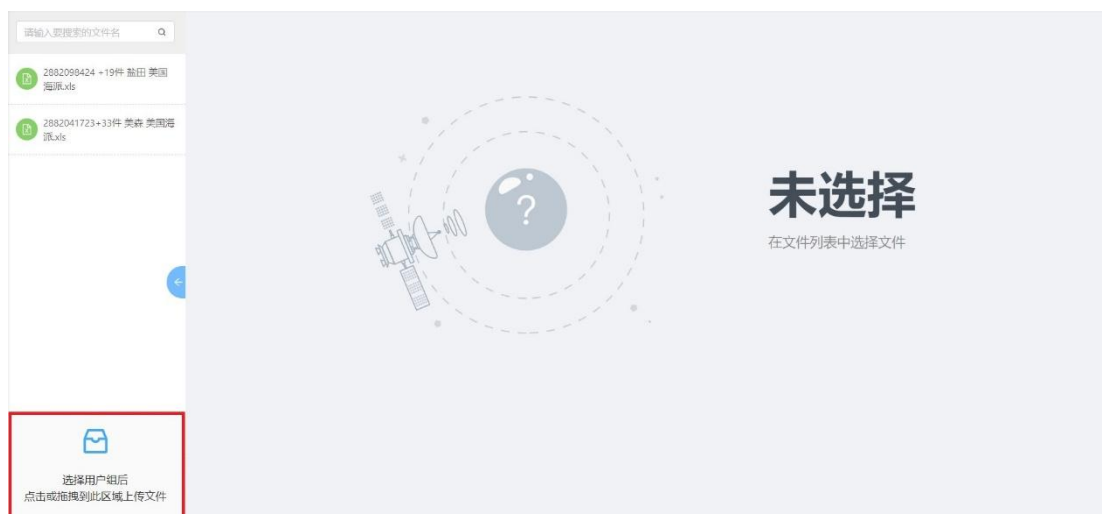 请输入要搜索的文件名
2882098424 +19件 盐田 美国
海派.xls
2882041723+33件 美森 美国海
派.xls
?
未选择
在文件列表中选择文件
选择用户组后
点击或拖拽到此区域上传文件